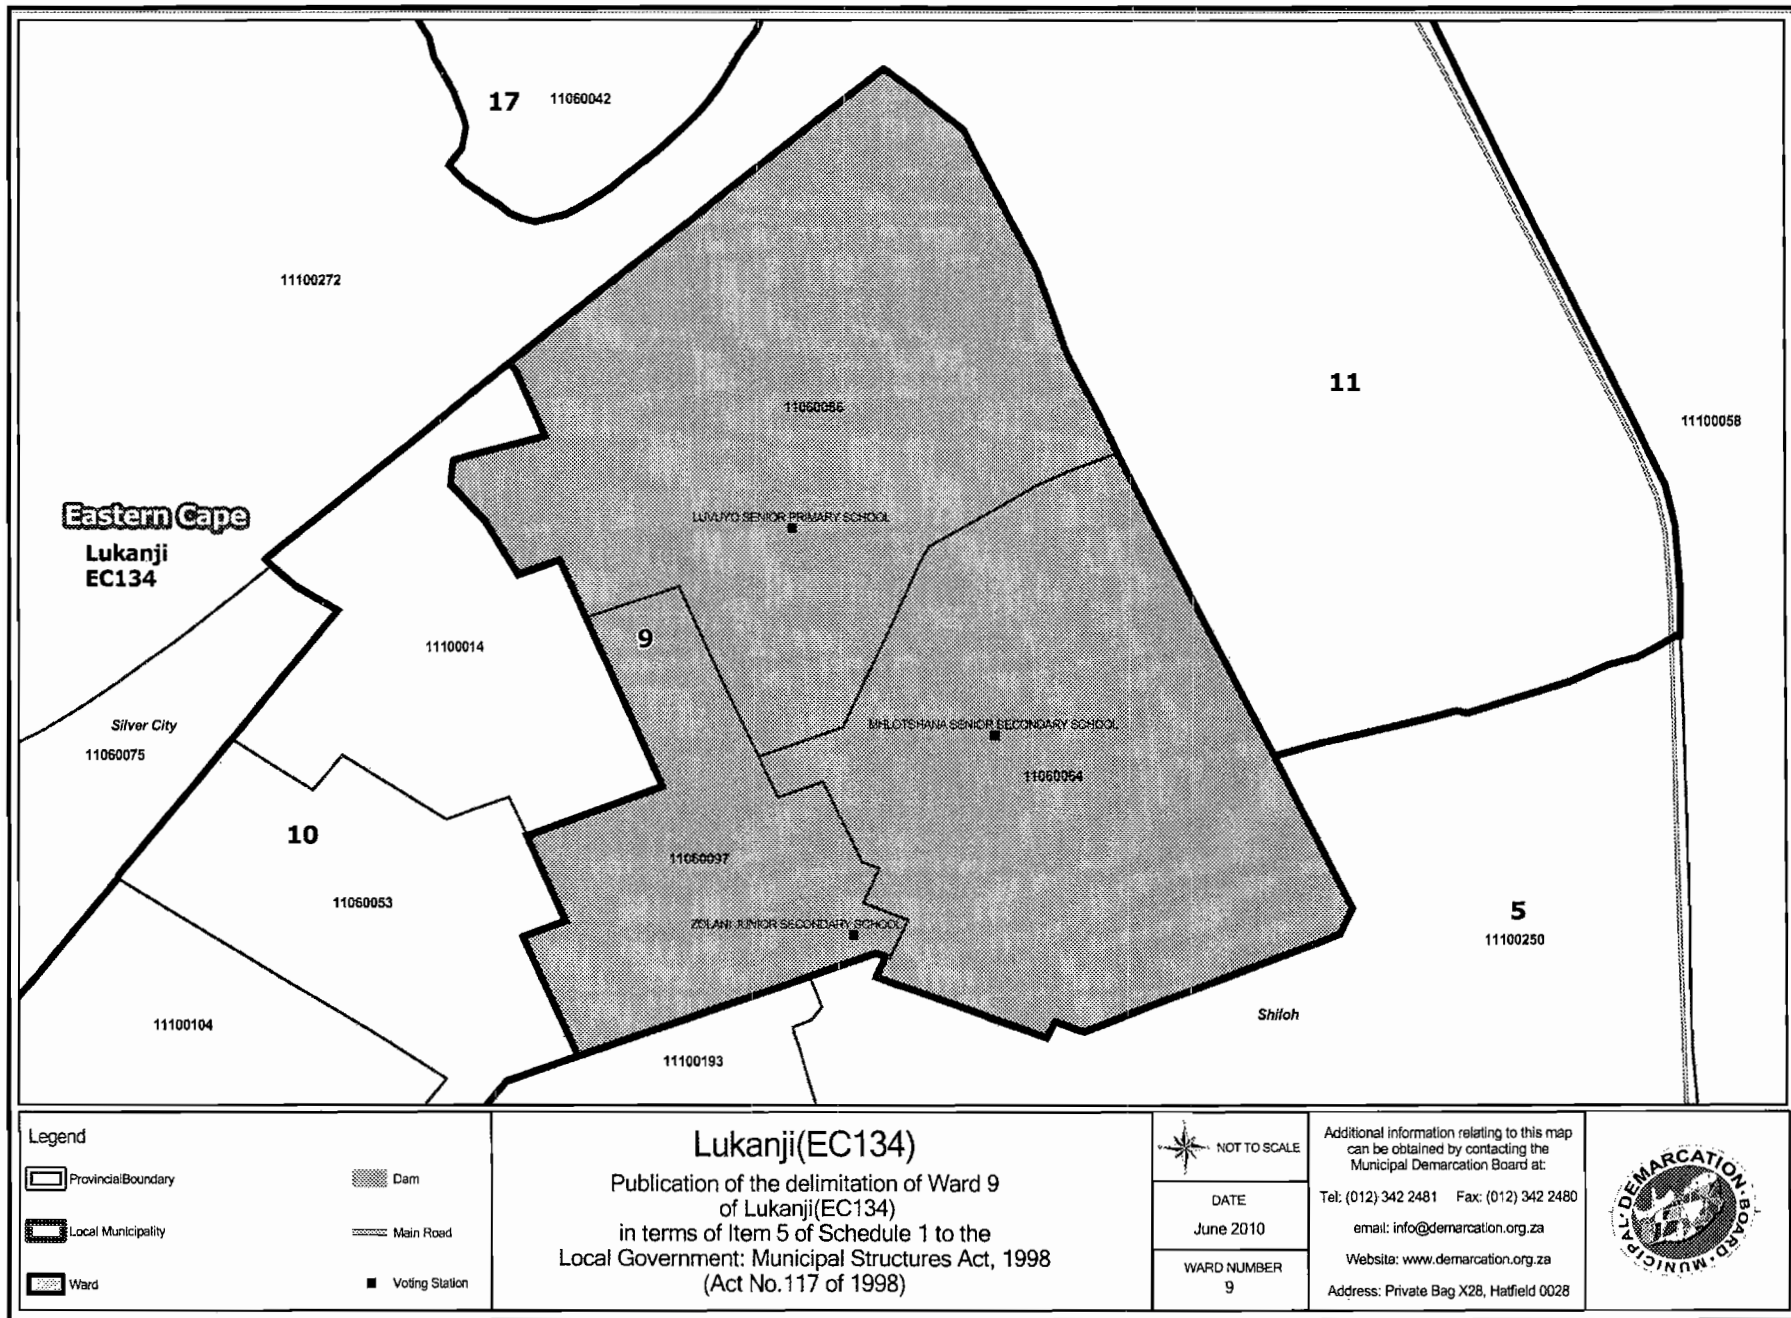 17
11060042
11100272
11
11060086
11100058
LUVUYO SENIOR PRIMARY SCHOOL
Eastern Cape
Lukanji
EC134
9
11100014
Silver City
11060075
MHLOTSHANA SENIOR SECONDARY SCHOOL
11060064
10
11060097
11060053
ZOLANI JUNIOR SECONDARY SCHOOL
5
11100250
Shiloh
11100104
11100193
Legend
ProvincialBoundary
Dam
Local Municipality
Main Road
Ward
Voting Station
Lukanji(EC134)
Publication of the delimitation of Ward 9
of Lukanji(EC134)
in terms of Item 5 of Schedule 1 to the
Local Government: Municipal Structures Act, 1998
(Act No.117 of 1998)
NOT TO SCALE
DATE
June 2010
WARD NUMBER
9
Additional information relating to this map
can be obtained by contacting the
Municipal Demarcation Board at:
Tel: (012) 342 2481 Fax: (012) 342 2480
email: info@demarcation.org.za
Website: www.demarcation.org.za
Address: Private Bag X28, Hatfield 0028
MUNICIPAL·DEMARCATION·BOARD·